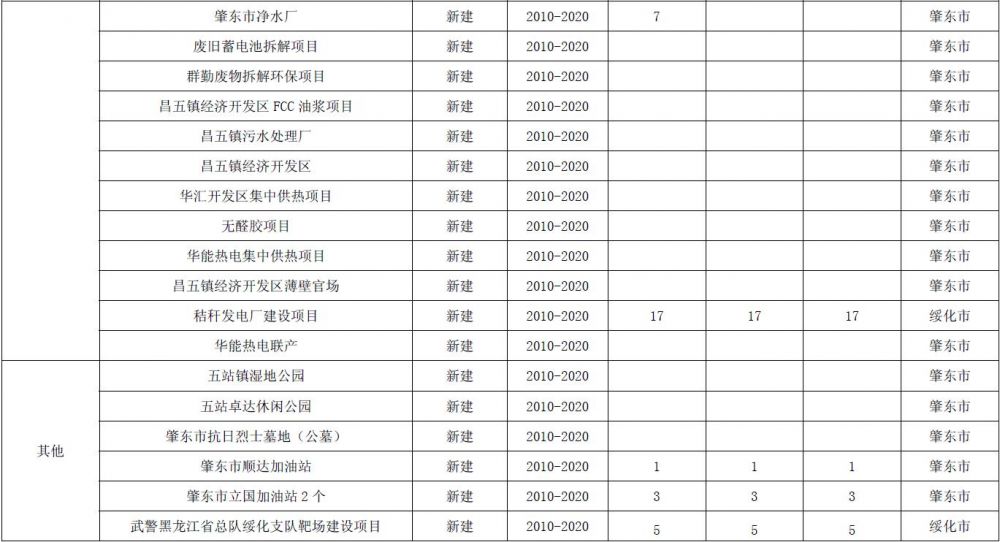 肇东市净水厂 新建 2010-2020 7 肇东市
废旧蓄电池拆解项目 新建 2010-2020 肇东市
群勤废物拆解环保项目 新建 2010-2020 肇东市
昌五镇经济开发区 FCC 油浆项目 新建 2010-2020 肇东市
昌五镇污水处理厂 新建 2010-2020 肇东市
昌五镇经济开发区 新建 2010-2020 肇东市
华汇开发区集中供热项目 新建 2010-2020 肇东市
无醛胶项目 新建 2010-2020 肇东市
华能热电集中供热项目 新建 2010-2020 肇东市
昌五镇经济开发区薄壁官场 新建 2010-2020 肇东市
秸秆发电厂建设项目 新建 2010-2020 17 17 17 绥化市
华能热电联产 新建 2010-2020 肇东市
其他
五站镇湿地公园 新建 2010-2020 肇东市
五站卓达休闲公园 新建 2010-2020 肇东市
肇东市抗日烈士墓地（公墓） 新建 2010-2020 肇东市
肇东市顺达加油站 新建 2010-2020 1 1 1 肇东市
肇东市立国加油站 2 个 新建 2010-2020 3 3 3 肇东市
武警黑龙江省总队绥化支队靶场建设项目 新建 2010-2020 5 5 5 绥化市